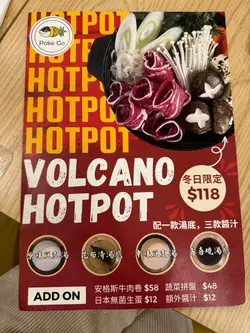 Poke Go
HOTPOT
HOTPOT
HOTPOT
HOTPOT
HOTPOT
VOLCANO
HOTPOT
冬日限定
$118
配一款湯底，三款醬汁
ADD ON
安格斯牛肉卷 $58
日本無菌生蛋 $12
蔬菜拼盤 $48
額外醬汁 $12